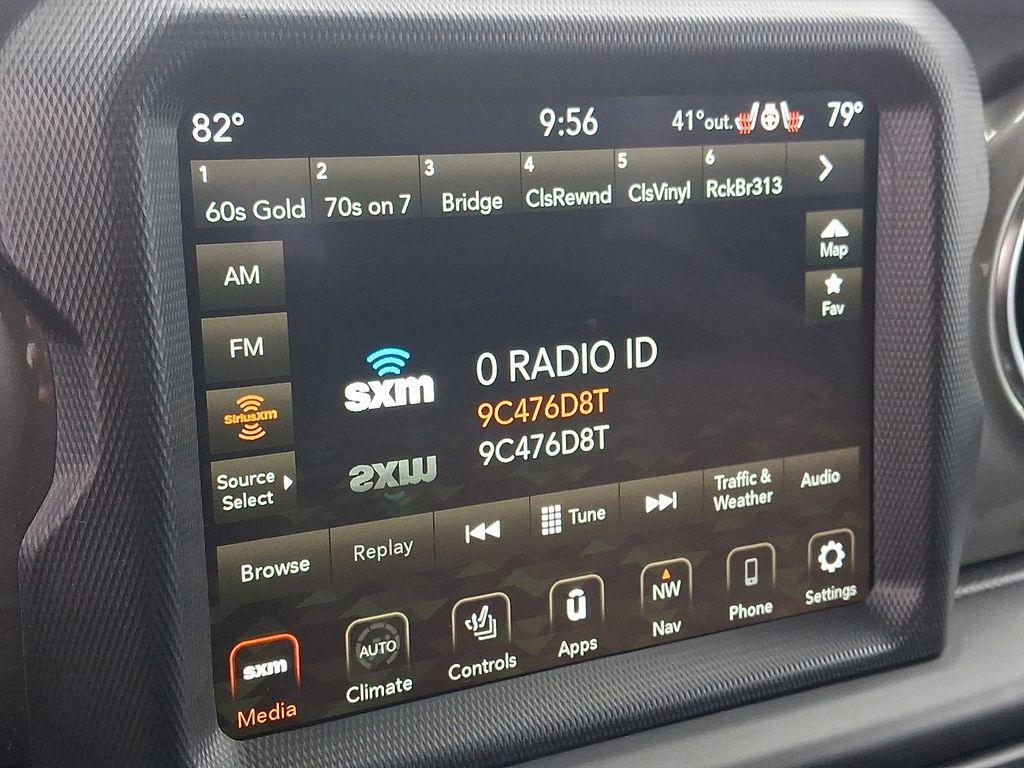 82° 9:56 41°out. 79°
1 2 3 4 5 6
60s Gold 70s on 7 Bridge ClsRewnd ClsVinyl RckBr313
AM
FM
SiriusXM
Source
Select
Map
Fav
sxm
0 RADIO ID
9C476D8T
9C476D8T
Browse Replay Tune
Traffic &
Weather
Audio
sxm
Media
AUTO
Climate
Controls
ū
Apps
NW
Nav
Phone
Settings